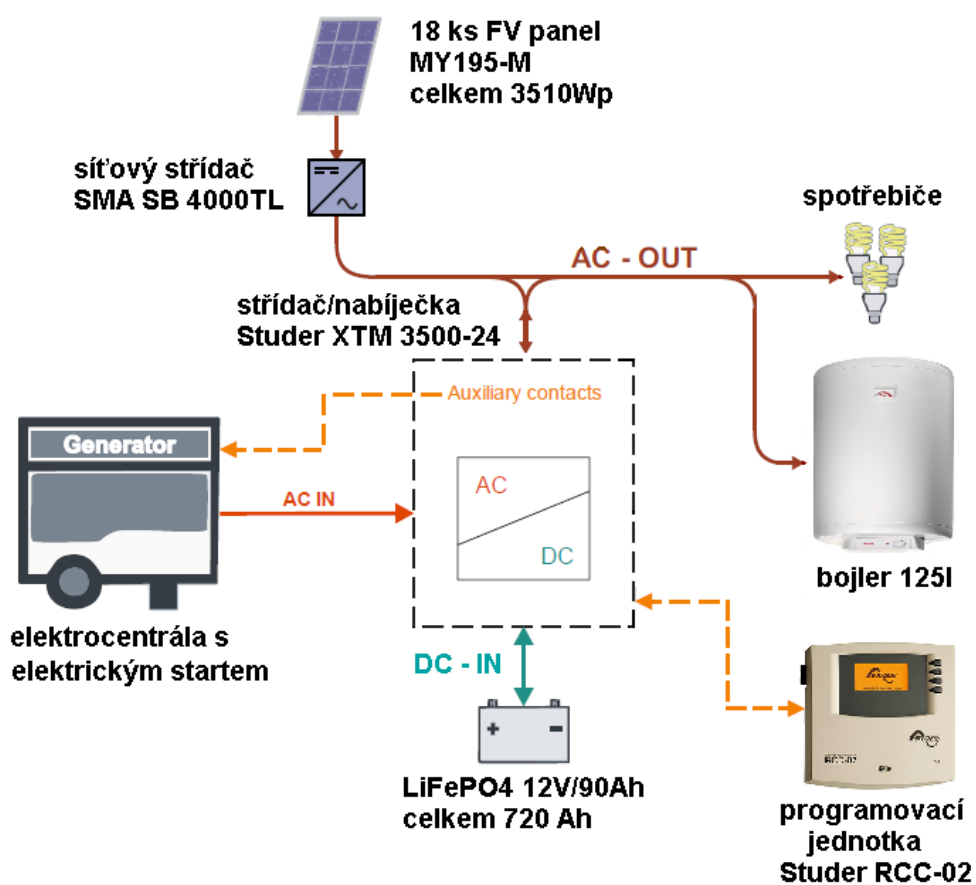 18 ks FV panel
MY195-M
celkem 3510Wp
síťový střídač
SMA SB 4000TL
spotřebiče
AC - OUT
střídač/nabíječka
Studer XTM 3500-24
Auxiliary contacts
Generator
AC IN
AC
DC
bojler 125l
elektrocentrála s
elektrickým startem
DC - IN
LiFePO4 12V/90Ah
celkem 720 Ah
RCC-02
programovací
jednotka
Studer RCC-02